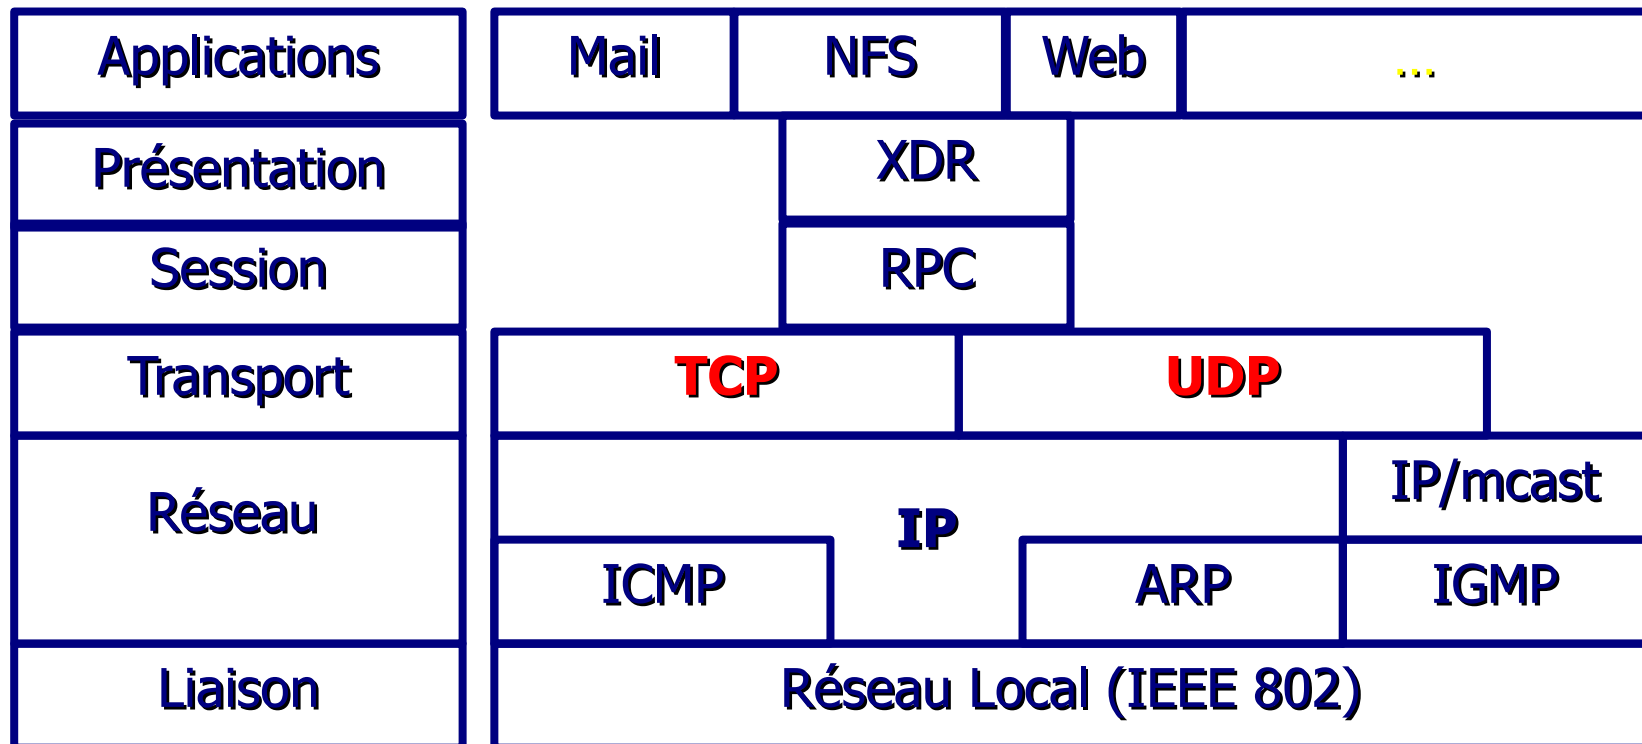 Applications
Mail
NFS
Web
...
Présentation
XDR
Session
RPC
Transport
TCP
UDP
Réseau
IP
IP/mcast
ICMP
ARP
IGMP
Liaison
Réseau Local (IEEE 802)